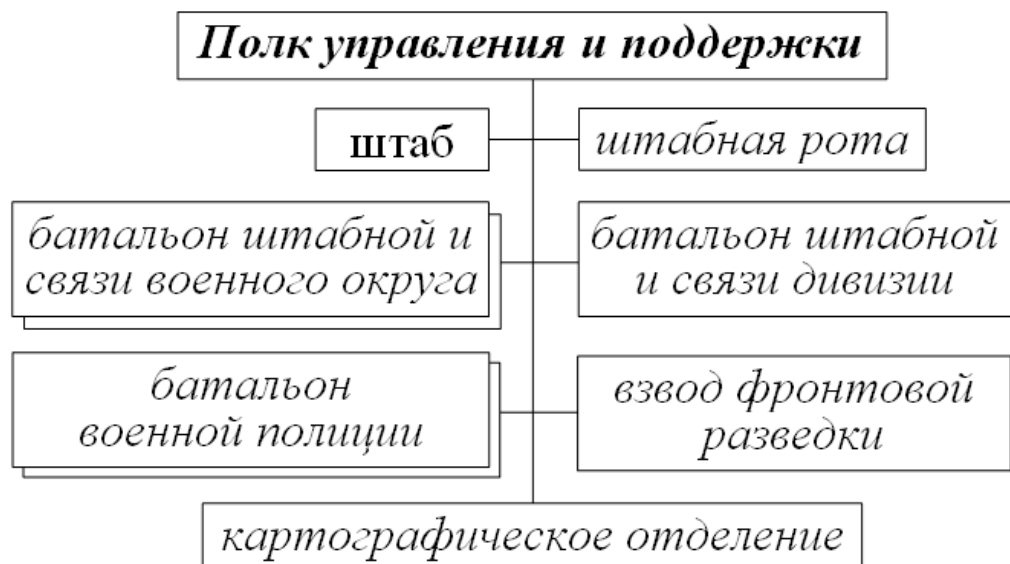 Полк управления и поддержки
штаб
штабная рота
батальон штабной и
связи военного округа
батальон штабной
и связи дивизии
батальон
военной полиции
взвод фронтовой
разведки
картографическое отделение